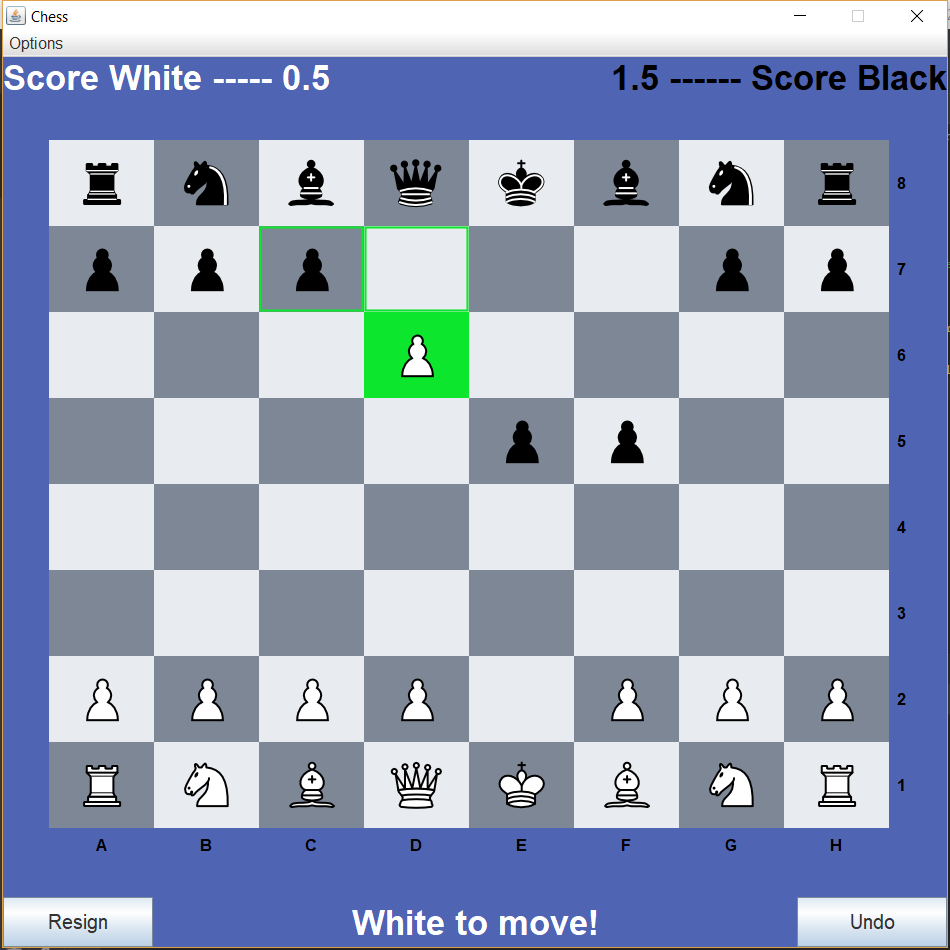 Chess
Options
Score White ----- 0.5
1.5 ------ Score Black
8
7
6
5
4
3
2
1
A B C D E F G H
Resign
White to move!
Undo